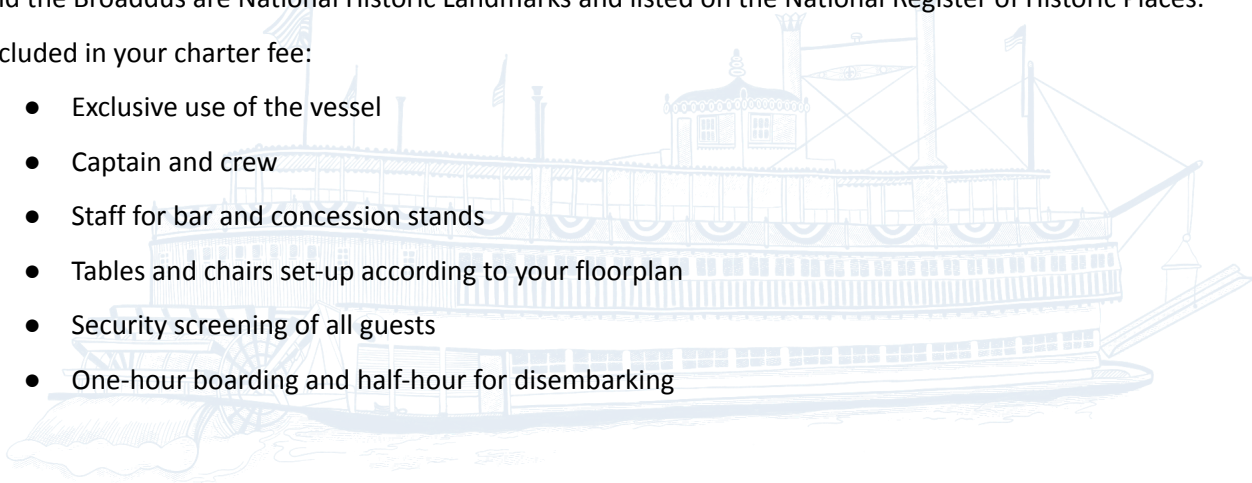 the Broaddus are National Historic Landmarks and listed on the National Register of Historic Places.
in your charter fee:
● Exclusive use of the vessel
● Captain and crew
● Staff for bar and concession stands
● Tables and chairs set-up according to your floorplan
● Security screening of all guests
● One-hour boarding and half-hour for disembarking